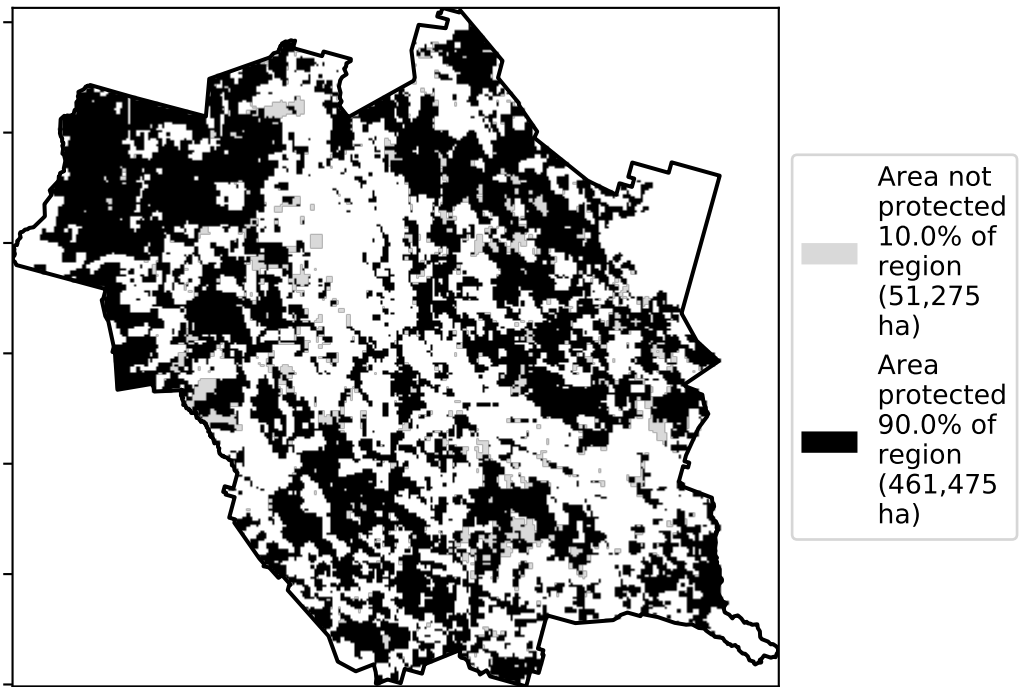 Area not
protected
10.0% of
region
(51,275
ha)
Area
protected
90.0% of
region
(461,475
ha)